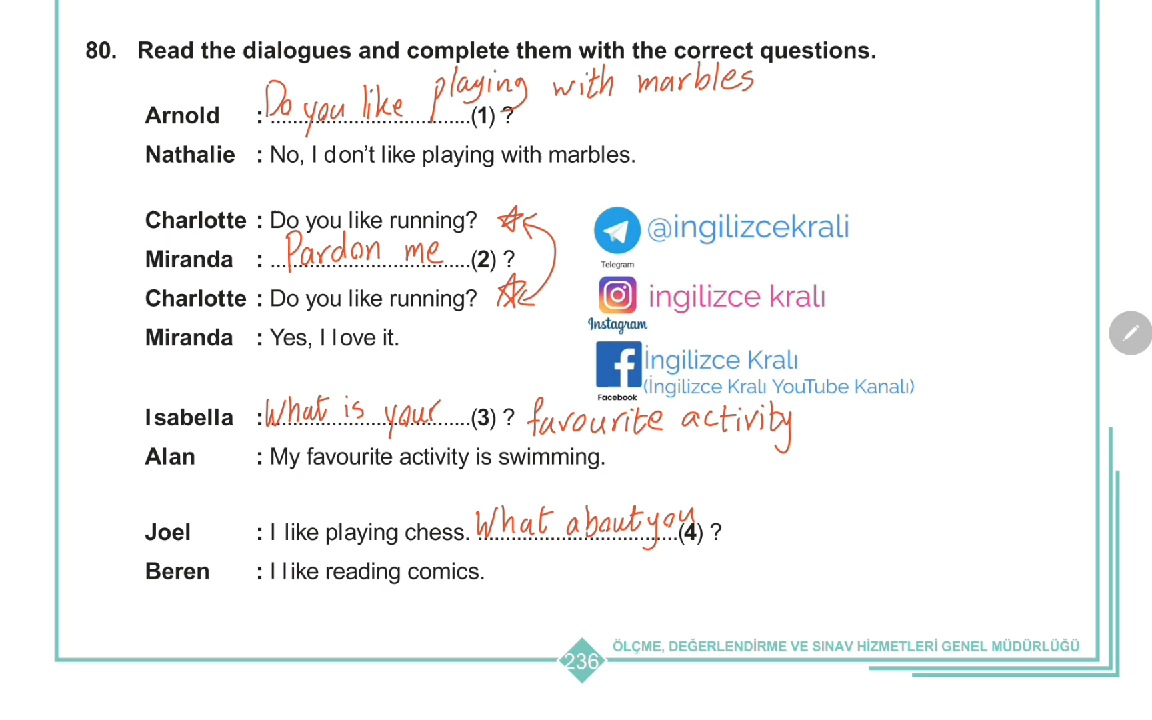 80. Read the dialogues and complete them with the correct questions.
Arnold : Do you like playing with marbles ........(1) ?
Nathalie : No, I don't like playing with marbles.
Charlotte : Do you like running?
Miranda : Pardon me ........(2) ?
Charlotte : Do you like running?
Miranda : Yes, I love it.
@ingilizcekrali
Telegram
ingilizce kralı
Instagram
İngilizce Kralı
(İngilizce Kralı YouTube Kanalı)
Facebook
Isabella : What is your ........(3) ? favourite activity
Alan : My favourite activity is swimming.
Joel : I like playing chess. What about you ........(4) ?
Beren : I like reading comics.
ÖLÇME, DEĞERLENDİRME VE SINAV HİZMETLERİ GENEL MÜDÜRLÜĞÜ
236